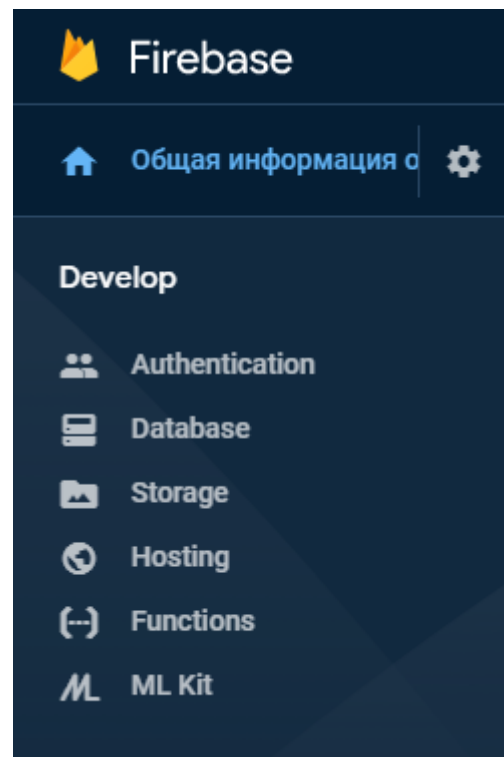 Firebase
Общая информация о
Develop
Authentication
Database
Storage
Hosting
Functions
ML Kit